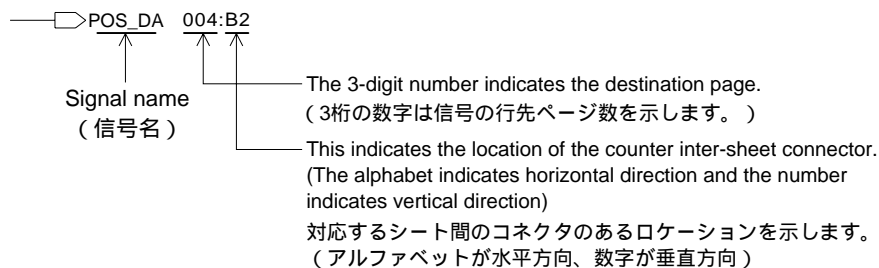 POS_DA 004:B2
Signal name
（信号名）
The 3-digit number indicates the destination page.
（3桁の数字は信号の行先ページ数を示します。）
This indicates the location of the counter inter-sheet connector.
(The alphabet indicates horizontal direction and the number
indicates vertical direction)
対応するシート間のコネクタのあるロケーションを示します。
（アルファベットが水平方向、数字が垂直方向）